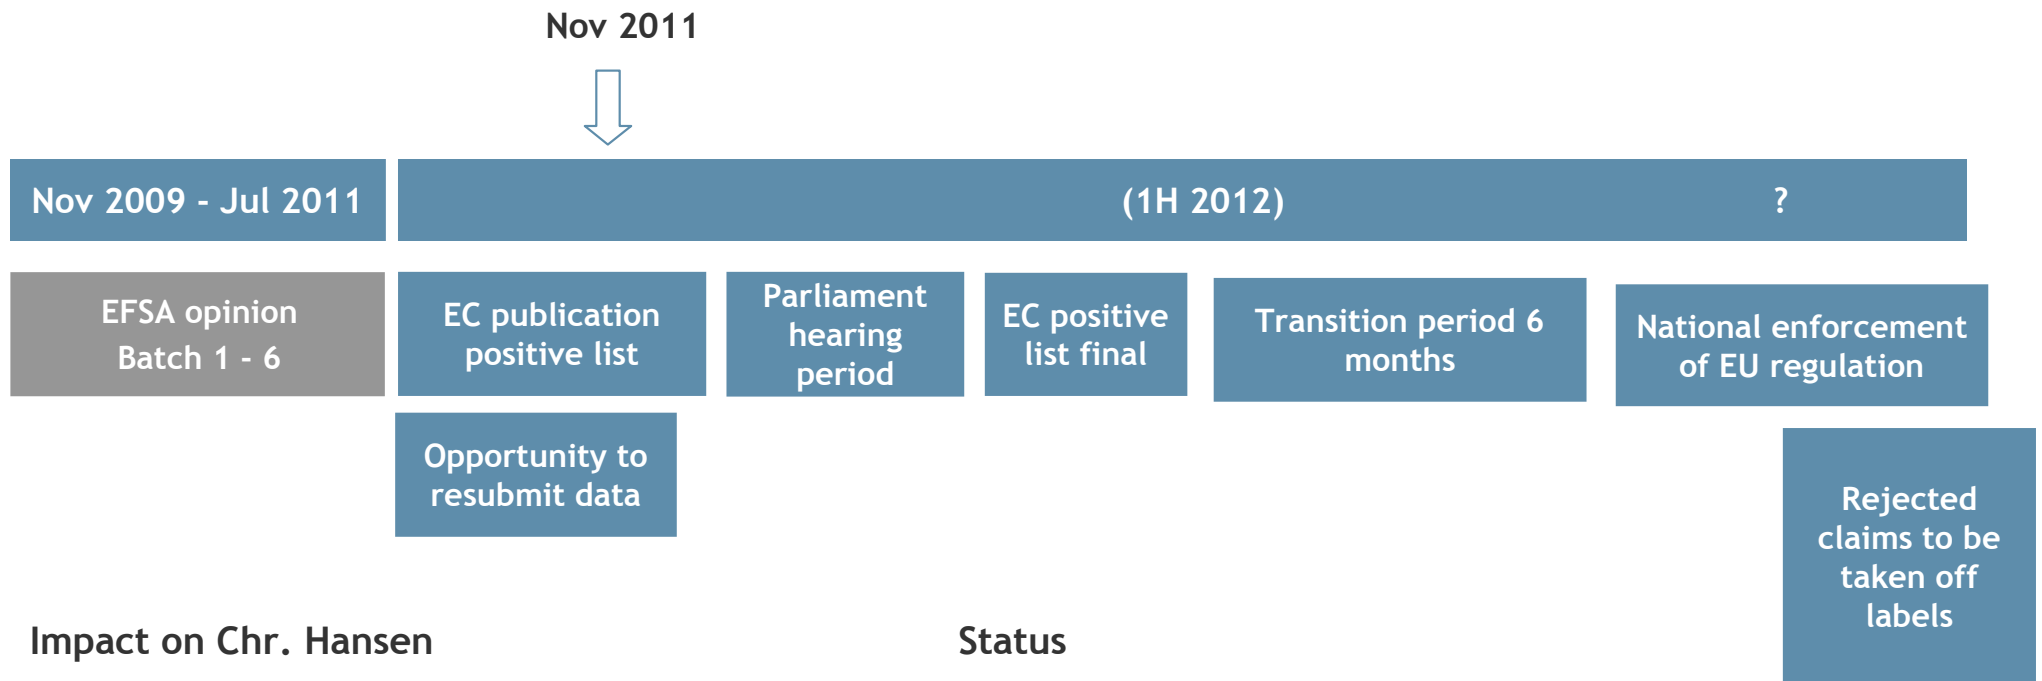 Nov 2011
Nov 2009 - Jul 2011
(1H 2012)
?
EFSA opinion
Batch 1 - 6
EC publication
positive list
Parliament
hearing
period
EC positive
list final
Transition period 6
months
National enforcement
of EU regulation
Opportunity to
resubmit data
Rejected
claims to be
taken off
labels
Impact on Chr. Hansen
Status